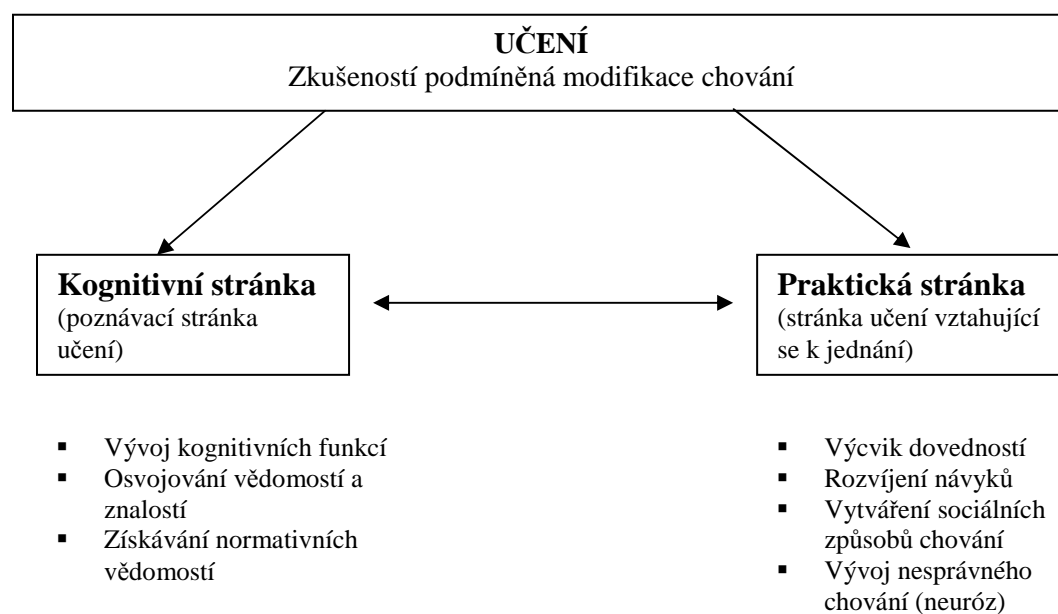 UČENÍ
Zkušeností podmíněná modifikace chování
Kognitivní stránka
(poznávací stránka
učení)
Praktická stránka
(stránka učení vztahující
se k jednání)
▪ Vývoj kognitivních funkcí
▪ Osvojování vědomostí a
znalostí
▪ Získávání normativních
vědomostí
▪ Výcvik dovedností
▪ Rozvíjení návyků
▪ Vytváření sociálních
způsobů chování
▪ Vývoj nesprávného
chování (neuróz)